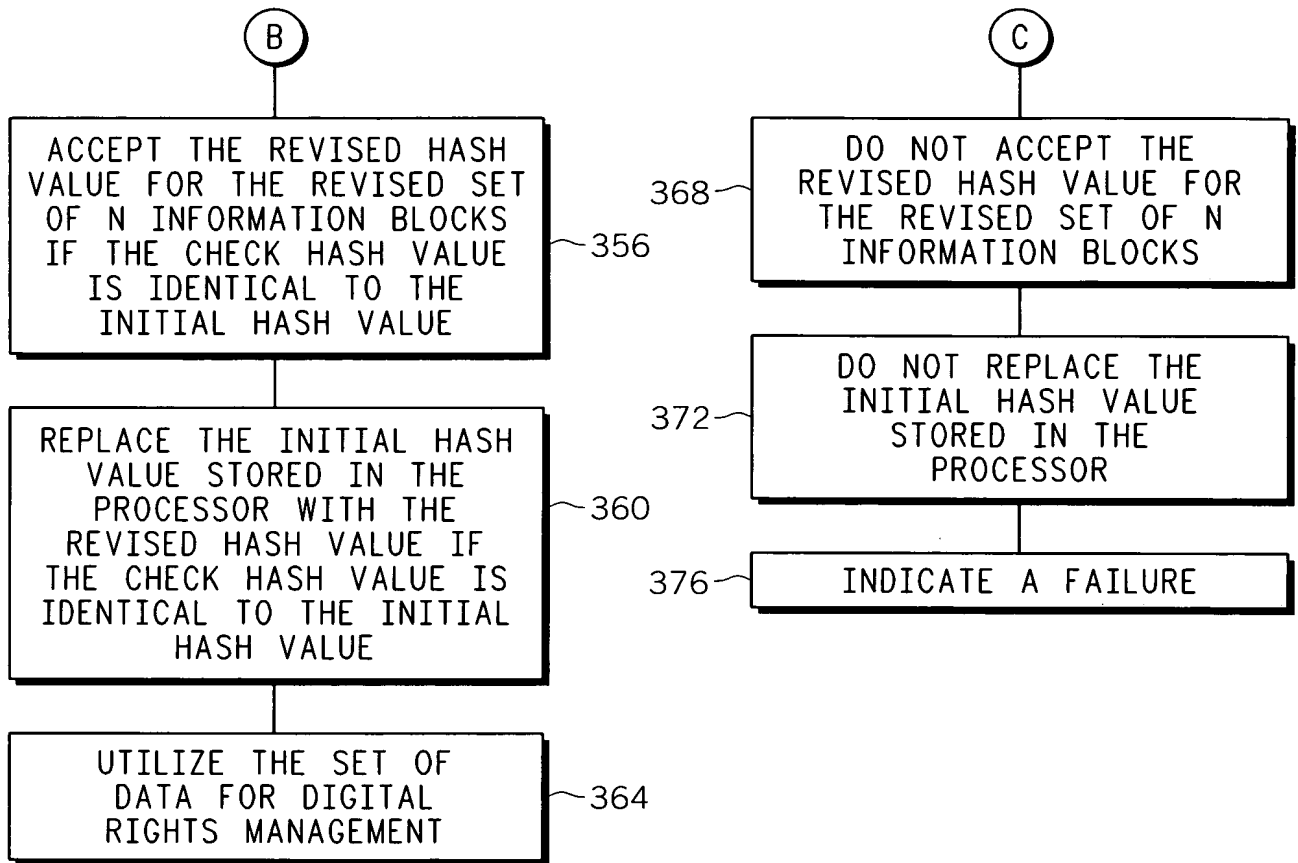 B
ACCEPT THE REVISED HASH
VALUE FOR THE REVISED SET
OF N INFORMATION BLOCKS
IF THE CHECK HASH VALUE
IS IDENTICAL TO THE
INITIAL HASH VALUE
356
REPLACE THE INITIAL HASH
VALUE STORED IN THE
PROCESSOR WITH THE
REVISED HASH VALUE IF
THE CHECK HASH VALUE IS
IDENTICAL TO THE INITIAL
HASH VALUE
360
UTILIZE THE SET OF
DATA FOR DIGITAL
RIGHTS MANAGEMENT
364
C
DO NOT ACCEPT THE
REVISED HASH VALUE FOR
THE REVISED SET OF N
INFORMATION BLOCKS
368
DO NOT REPLACE THE
INITIAL HASH VALUE
STORED IN THE
PROCESSOR
372
INDICATE A FAILURE
376